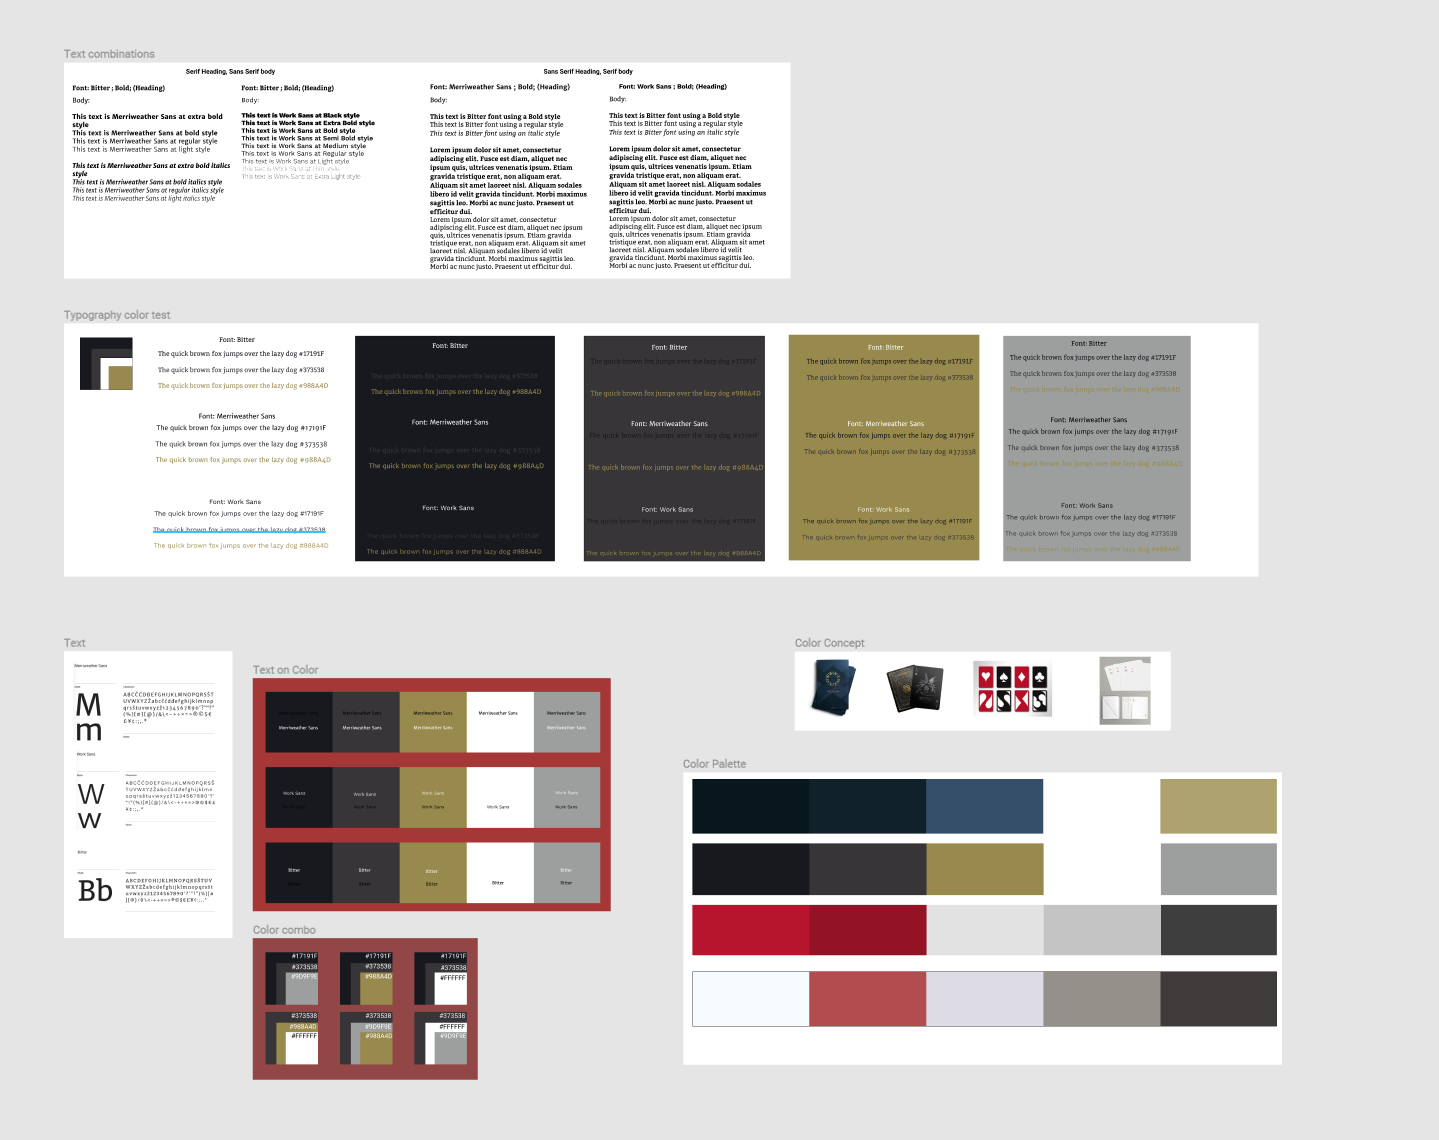 Text combinations
Serif Heading, Sans Serif body
Font: Bitter ; Bold; (Heading)
Body:
This text is Merriweather Sans at extra bold
style
This text is Merriweather Sans at bold style
This text is Merriweather Sans at regular style
This text is Merriweather Sans at light style
This text is Merriweather Sans at extra bold italics
style
This text is Merriweather Sans at bold italics style
This text is Merriweather Sans at regular italics style
This text is Merriweather Sans at light italics style
Font: Bitter ; Bold; (Heading)
Body:
This text is Work Sans at Black style
This text is Work Sans at Extra Bold style
This text is Work Sans at Bold style
This text is Work Sans at Semi Bold style
This text is Work Sans at Medium style
This text is Work Sans at Regular style
This text is Work Sans at Light style
This text is Work Sans at Thin style
This text is Work Sans at Extra Light style
Sans Serif Heading, Serif body
Font: Merriweather Sans ; Bold; (Heading)
Body:
This text is Bitter font using a Bold style
This text is Bitter font using a regular style
This text is Bitter font using an italic style
Lorem ipsum dolor sit amet, consectetur
adipiscing elit. Fusce est diam, aliquet nec
ipsum quis, ultrices venenatis ipsum. Etiam
gravida tristique erat, non aliquam erat.
Aliquam sit amet laoreet nisl. Aliquam sodales
libero id velit gravida tincidunt. Morbi maximus
sagittis leo. Morbi ac nunc justo. Praesent ut
efficitur dui.
Lorem ipsum dolor sit amet, consectetur
adipiscing elit. Fusce est diam, aliquet nec ipsum
quis, ultrices venenatis ipsum. Etiam gravida
tristique erat, non aliquam erat. Aliquam sit amet
laoreet nisl. Aliquam sodales libero id velit
gravida tincidunt. Morbi maximus sagittis leo.
Morbi ac nunc justo. Praesent ut efficitur dui.
Font: Work Sans ; Bold; (Heading)
Body:
This text is Bitter font using a Bold style
This text is Bitter font using a regular style
This text is Bitter font using an italic style
Lorem ipsum dolor sit amet, consectetur
adipiscing elit. Fusce est diam, aliquet nec
ipsum quis, ultrices venenatis ipsum. Etiam
gravida tristique erat, non aliquam erat.
Aliquam sit amet laoreet nisl. Aliquam sodales
libero id velit gravida tincidunt. Morbi maximus
sagittis leo. Morbi ac nunc justo. Praesent ut
efficitur dui.
Lorem ipsum dolor sit amet, consectetur
adipiscing elit. Fusce est diam, aliquet nec ipsum
quis, ultrices venenatis ipsum. Etiam gravida
tristique erat, non aliquam erat. Aliquam sit amet
laoreet nisl. Aliquam sodales libero id velit
gravida tincidunt. Morbi maximus sagittis leo.
Morbi ac nunc justo. Praesent ut efficitur dui.
Typography color test
Font: Bitter
The quick brown fox jumps over the lazy dog #17191F
The quick brown fox jumps over the lazy dog #373538
The quick brown fox jumps over the lazy dog #988A4D
Font: Merriweather Sans
The quick brown fox jumps over the lazy dog #17191F
The quick brown fox jumps over the lazy dog #373538
The quick brown fox jumps over the lazy dog #988A4D
Font: Work Sans
The quick brown fox jumps over the lazy dog #17191F
The quick brown fox jumps over the lazy dog #373538
The quick brown fox jumps over the lazy dog #988A4D
Font: Bitter
The quick brown fox jumps over the lazy dog #373538
The quick brown fox jumps over the lazy dog #988A4D
Font: Merriweather Sans
The quick brown fox jumps over the lazy dog #373538
The quick brown fox jumps over the lazy dog #988A4D
Font: Work Sans
The quick brown fox jumps over the lazy dog #373538
The quick brown fox jumps over the lazy dog #988A4D
Font: Bitter
The quick brown fox jumps over the lazy dog #17191F
The quick brown fox jumps over the lazy dog #988A4D
Font: Merriweather Sans
The quick brown fox jumps over the lazy dog #17191F
The quick brown fox jumps over the lazy dog #988A4D
Font: Work Sans
The quick brown fox jumps over the lazy dog #17191F
The quick brown fox jumps over the lazy dog #988A4D
Font: Bitter
The quick brown fox jumps over the lazy dog #17191F
The quick brown fox jumps over the lazy dog #373538
Font: Merriweather Sans
The quick brown fox jumps over the lazy dog #17191F
The quick brown fox jumps over the lazy dog #373538
Font: Work Sans
The quick brown fox jumps over the lazy dog #17191F
The quick brown fox jumps over the lazy dog #373538
Font: Bitter
The quick brown fox jumps over the lazy dog #17191F
The quick brown fox jumps over the lazy dog #373538
The quick brown fox jumps over the lazy dog #988A4D
Font: Merriweather Sans
The quick brown fox jumps over the lazy dog #17191F
The quick brown fox jumps over the lazy dog #373538
The quick brown fox jumps over the lazy dog #988A4D
Font: Work Sans
The quick brown fox jumps over the lazy dog #17191F
The quick brown fox jumps over the lazy dog #373538
The quick brown fox jumps over the lazy dog #988A4D
Text
Merriweather Sans
M
m
Work Sans
W
w
Bitter
Bb
Text on Color
Merriweather Sans
Merriweather Sans
Merriweather Sans
Merriweather Sans
Merriweather Sans
Merriweather Sans
Merriweather Sans
Merriweather Sans
Merriweather Sans
Work Sans
Work Sans
Work Sans
Work Sans
Work Sans
Work Sans
Work Sans
Work Sans
Work Sans
Bitter
Bitter
Bitter
Bitter
Bitter
Bitter
Bitter
Bitter
Bitter
Color combo
#17191F
#373538
#9D9F9E
#17191F
#373538
#988A4D
#17191F
#373538
#FFFFFF
#373538
#988A4D
#FFFFFF
#373538
#9D9F9E
#988A4D
#373538
#FFFFFF
#9D9F9E
Color Concept
Color Palette